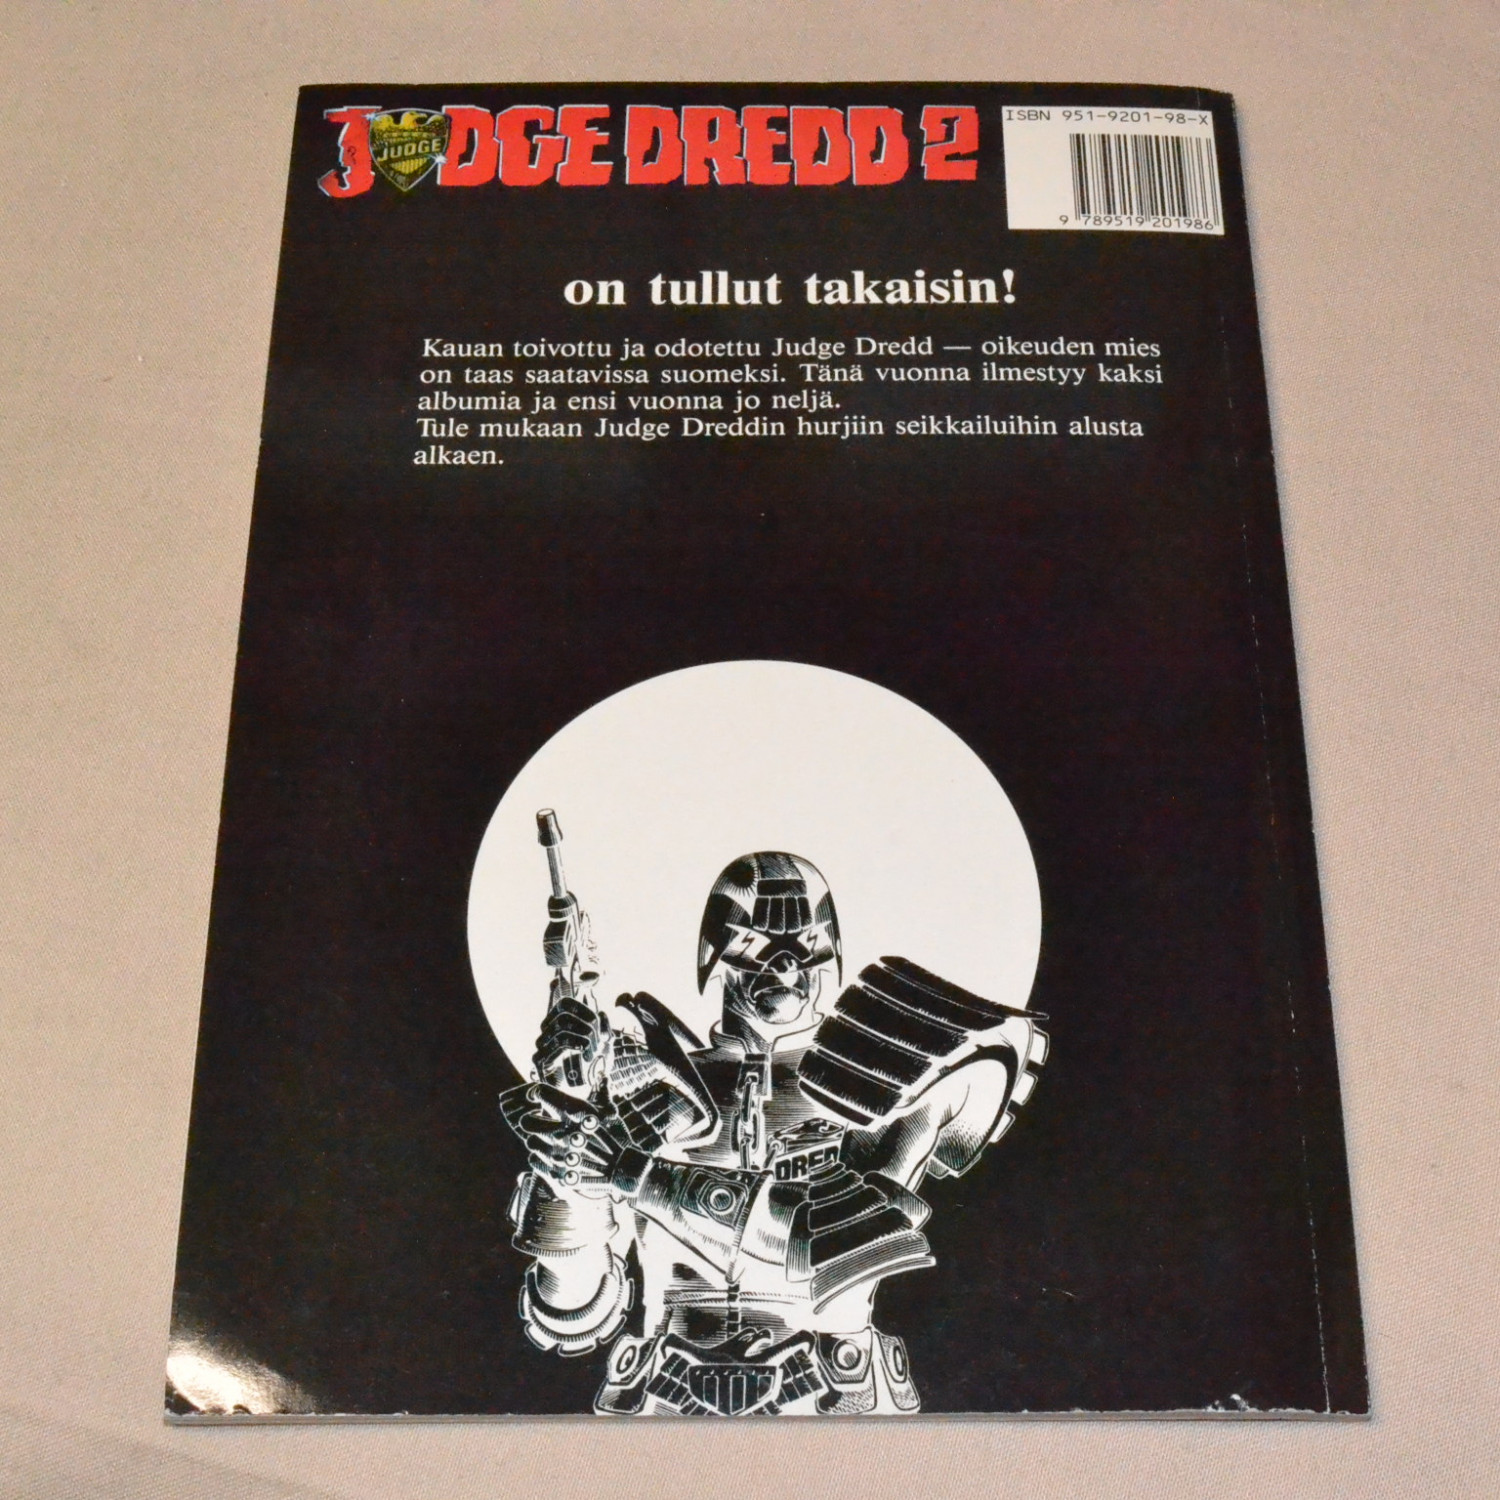 JUDGE DREDD 2
JUDGE
ISBN 951-9201-98-X
9 789519 201986
on tullut takaisin!
Kauan toivottu ja odotettu Judge Dredd — oikeuden mies
on taas saatavissa suomeksi. Tänä vuonna ilmestyy kaksi
albumia ja ensi vuonna jo neljä.
Tule mukaan Judge Dreddin hurjiin seikkailuihin alusta
alkaen.
DREDD